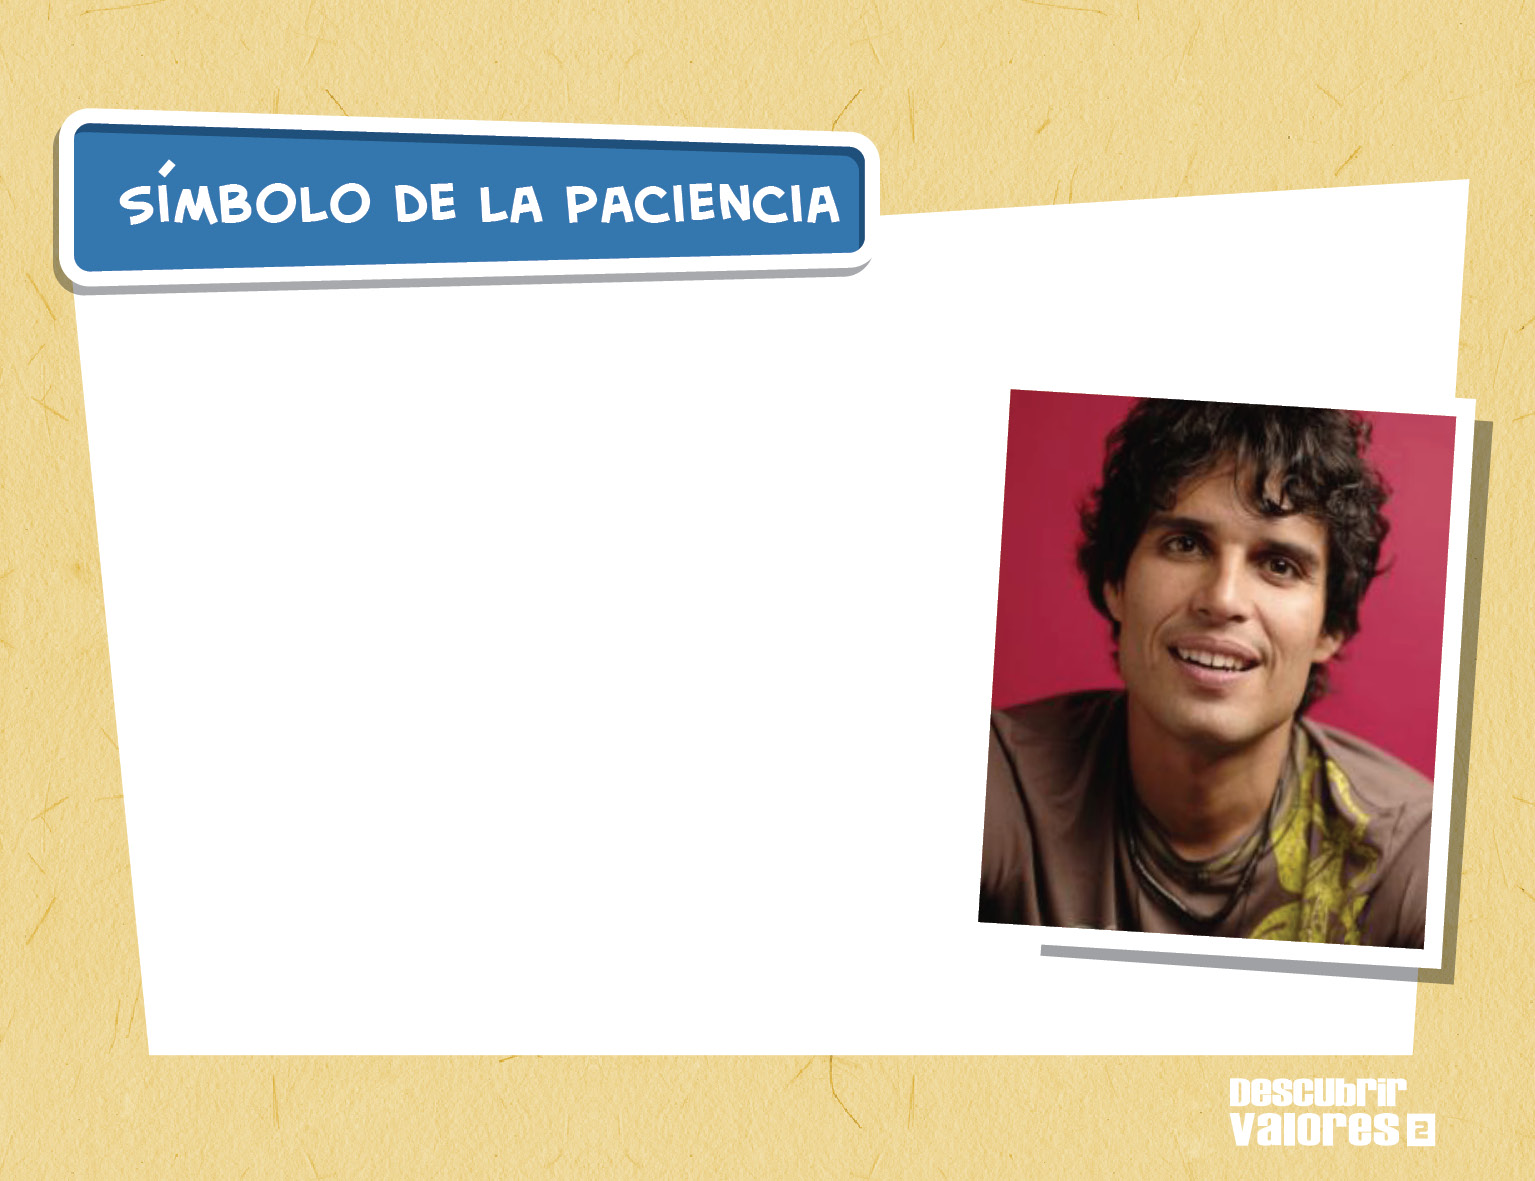 SÍMBOLO DE LA PACIENCIA
Descubrir
valores 2